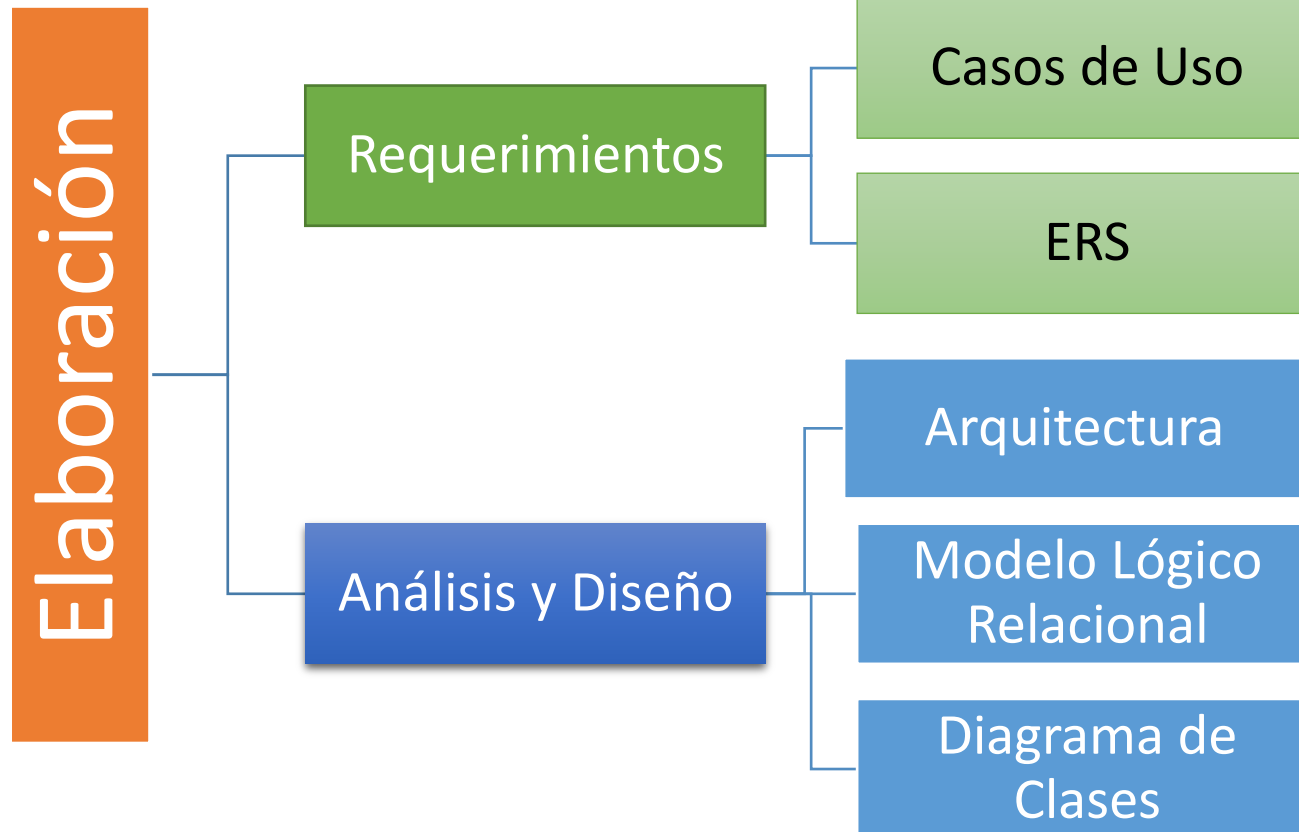 Elaboración
Requerimientos
Casos de Uso
ERS
Análisis y Diseño
Arquitectura
Modelo Lógico
Relacional
Diagrama de
Clases